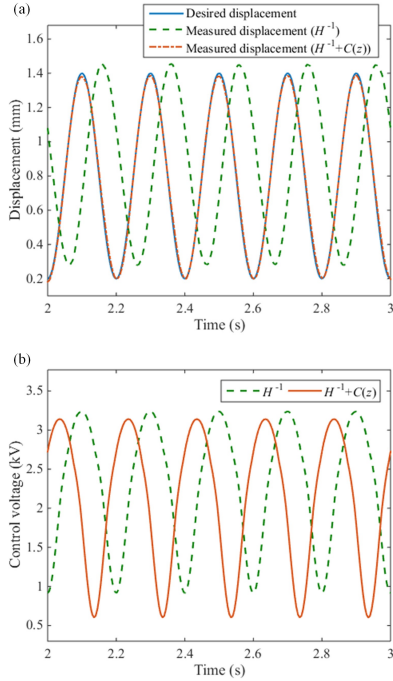 (a)
Desired displacement
Measured displacement (H⁻¹)
Measured displacement (H⁻¹+C(z))
1.6
1.4
1.2
1
0.8
0.6
0.4
0.2
Displacement (mm)
2
2.2
2.4
2.6
2.8
3
Time (s)
(b)
H⁻¹
H⁻¹+C(z)
3.5
3
2.5
2
1.5
1
0.5
Control voltage (kV)
2
2.2
2.4
2.6
2.8
3
Time (s)